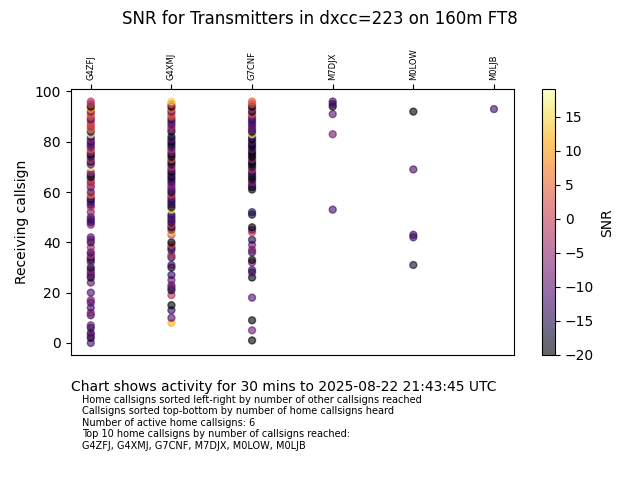 SNR for Transmitters in dxcc=223 on 160m FT8
G4ZFJ
G4XMJ
G7CNF
M7DJX
M0LOW
M0LJB
100
80
60
40
20
0
Receiving callsign
15
10
5
0
−5
−10
−15
−20
SNR
Chart shows activity for 30 mins to 2025-08-22 21:43:45 UTC
Home callsigns sorted left-right by number of other callsigns reached
Callsigns sorted top-bottom by number of home callsigns heard
Number of active home callsigns: 6
Top 10 home callsigns by number of callsigns reached:
G4ZFJ, G4XMJ, G7CNF, M7DJX, M0LOW, M0LJB